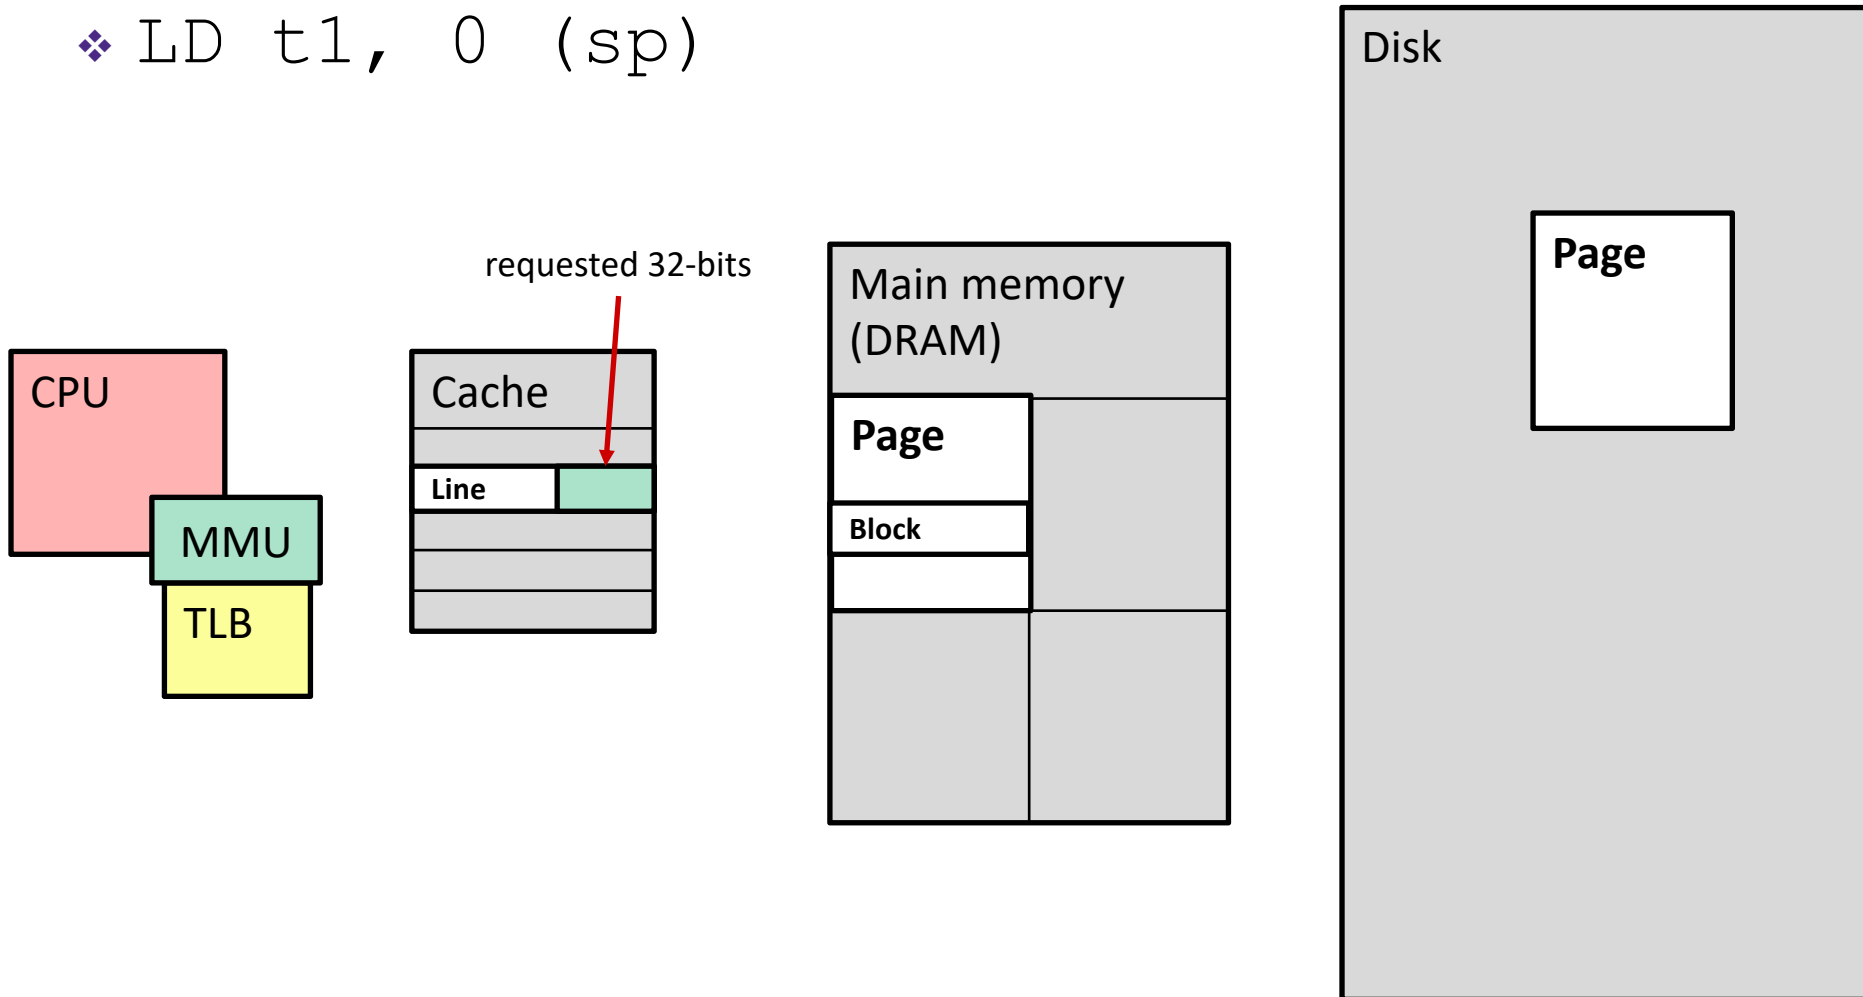 ❖ LD t1, 0 (sp)
Disk
Page
requested 32-bits
Main memory
(DRAM)
CPU
Cache
Page
Line
Block
MMU
TLB